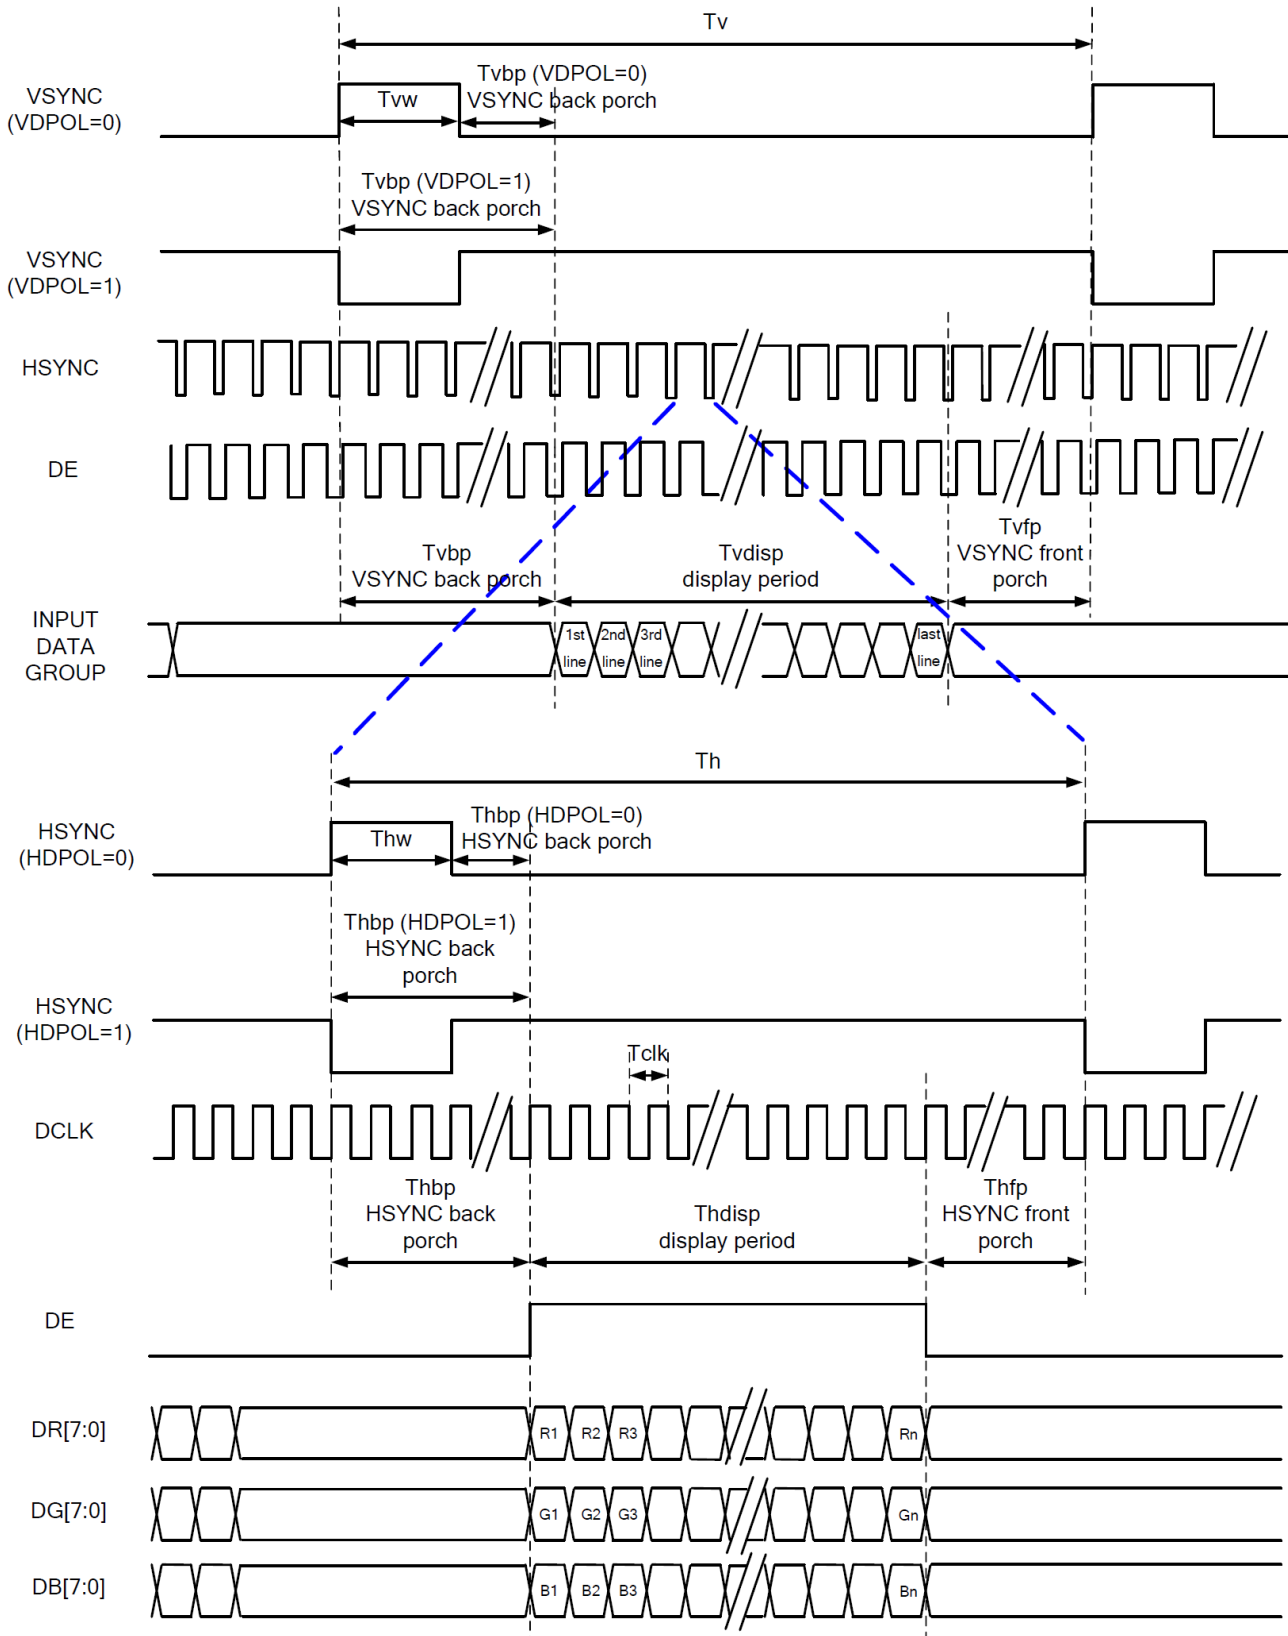 Tv
VSYNC
(VDPOL=0)
Tvw
Tvbp (VDPOL=0)
VSYNC back porch
Tvbp (VDPOL=1)
VSYNC back porch
VSYNC
(VDPOL=1)
HSYNC
DE
Tvbp
VSYNC back porch
Tvdisp
display period
Tvfp
VSYNC front
porch
INPUT
DATA
GROUP
1st
line
2nd
line
3rd
line
last
line
Th
HSYNC
(HDPOL=0)
Thw
Thbp (HDPOL=0)
HSYNC back porch
Thbp (HDPOL=1)
HSYNC back
porch
HSYNC
(HDPOL=1)
Tclk
DCLK
Thbp
HSYNC back
porch
Thdisp
display period
Thfp
HSYNC front
porch
DE
DR[7:0]
R1
R2
R3
Rn
DG[7:0]
G1
G2
G3
Gn
DB[7:0]
B1
B2
B3
Bn